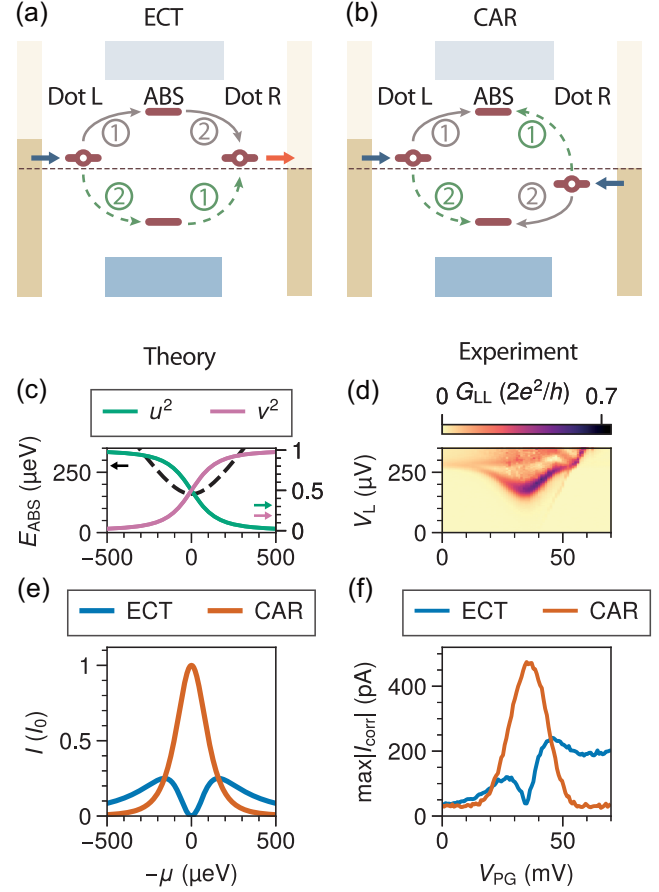 (a) ECT
Dot L ABS Dot R
1 2
2 1
(b) CAR
Dot L ABS Dot R
1 1
2 2
Theory
(c)
u² v²
E_ABS (µeV)
250
0
1
0.5
0
−500 0 500
Experiment
(d)
0 G_LL (2e²/h) 0.7
V_L (µV)
250
0
0 50
(e)
ECT CAR
I (I₀)
1
0.5
0
−500 0 500
−µ (µeV)
(f)
ECT CAR
max|I_corr| (pA)
400
200
0
0 50
V_PG (mV)